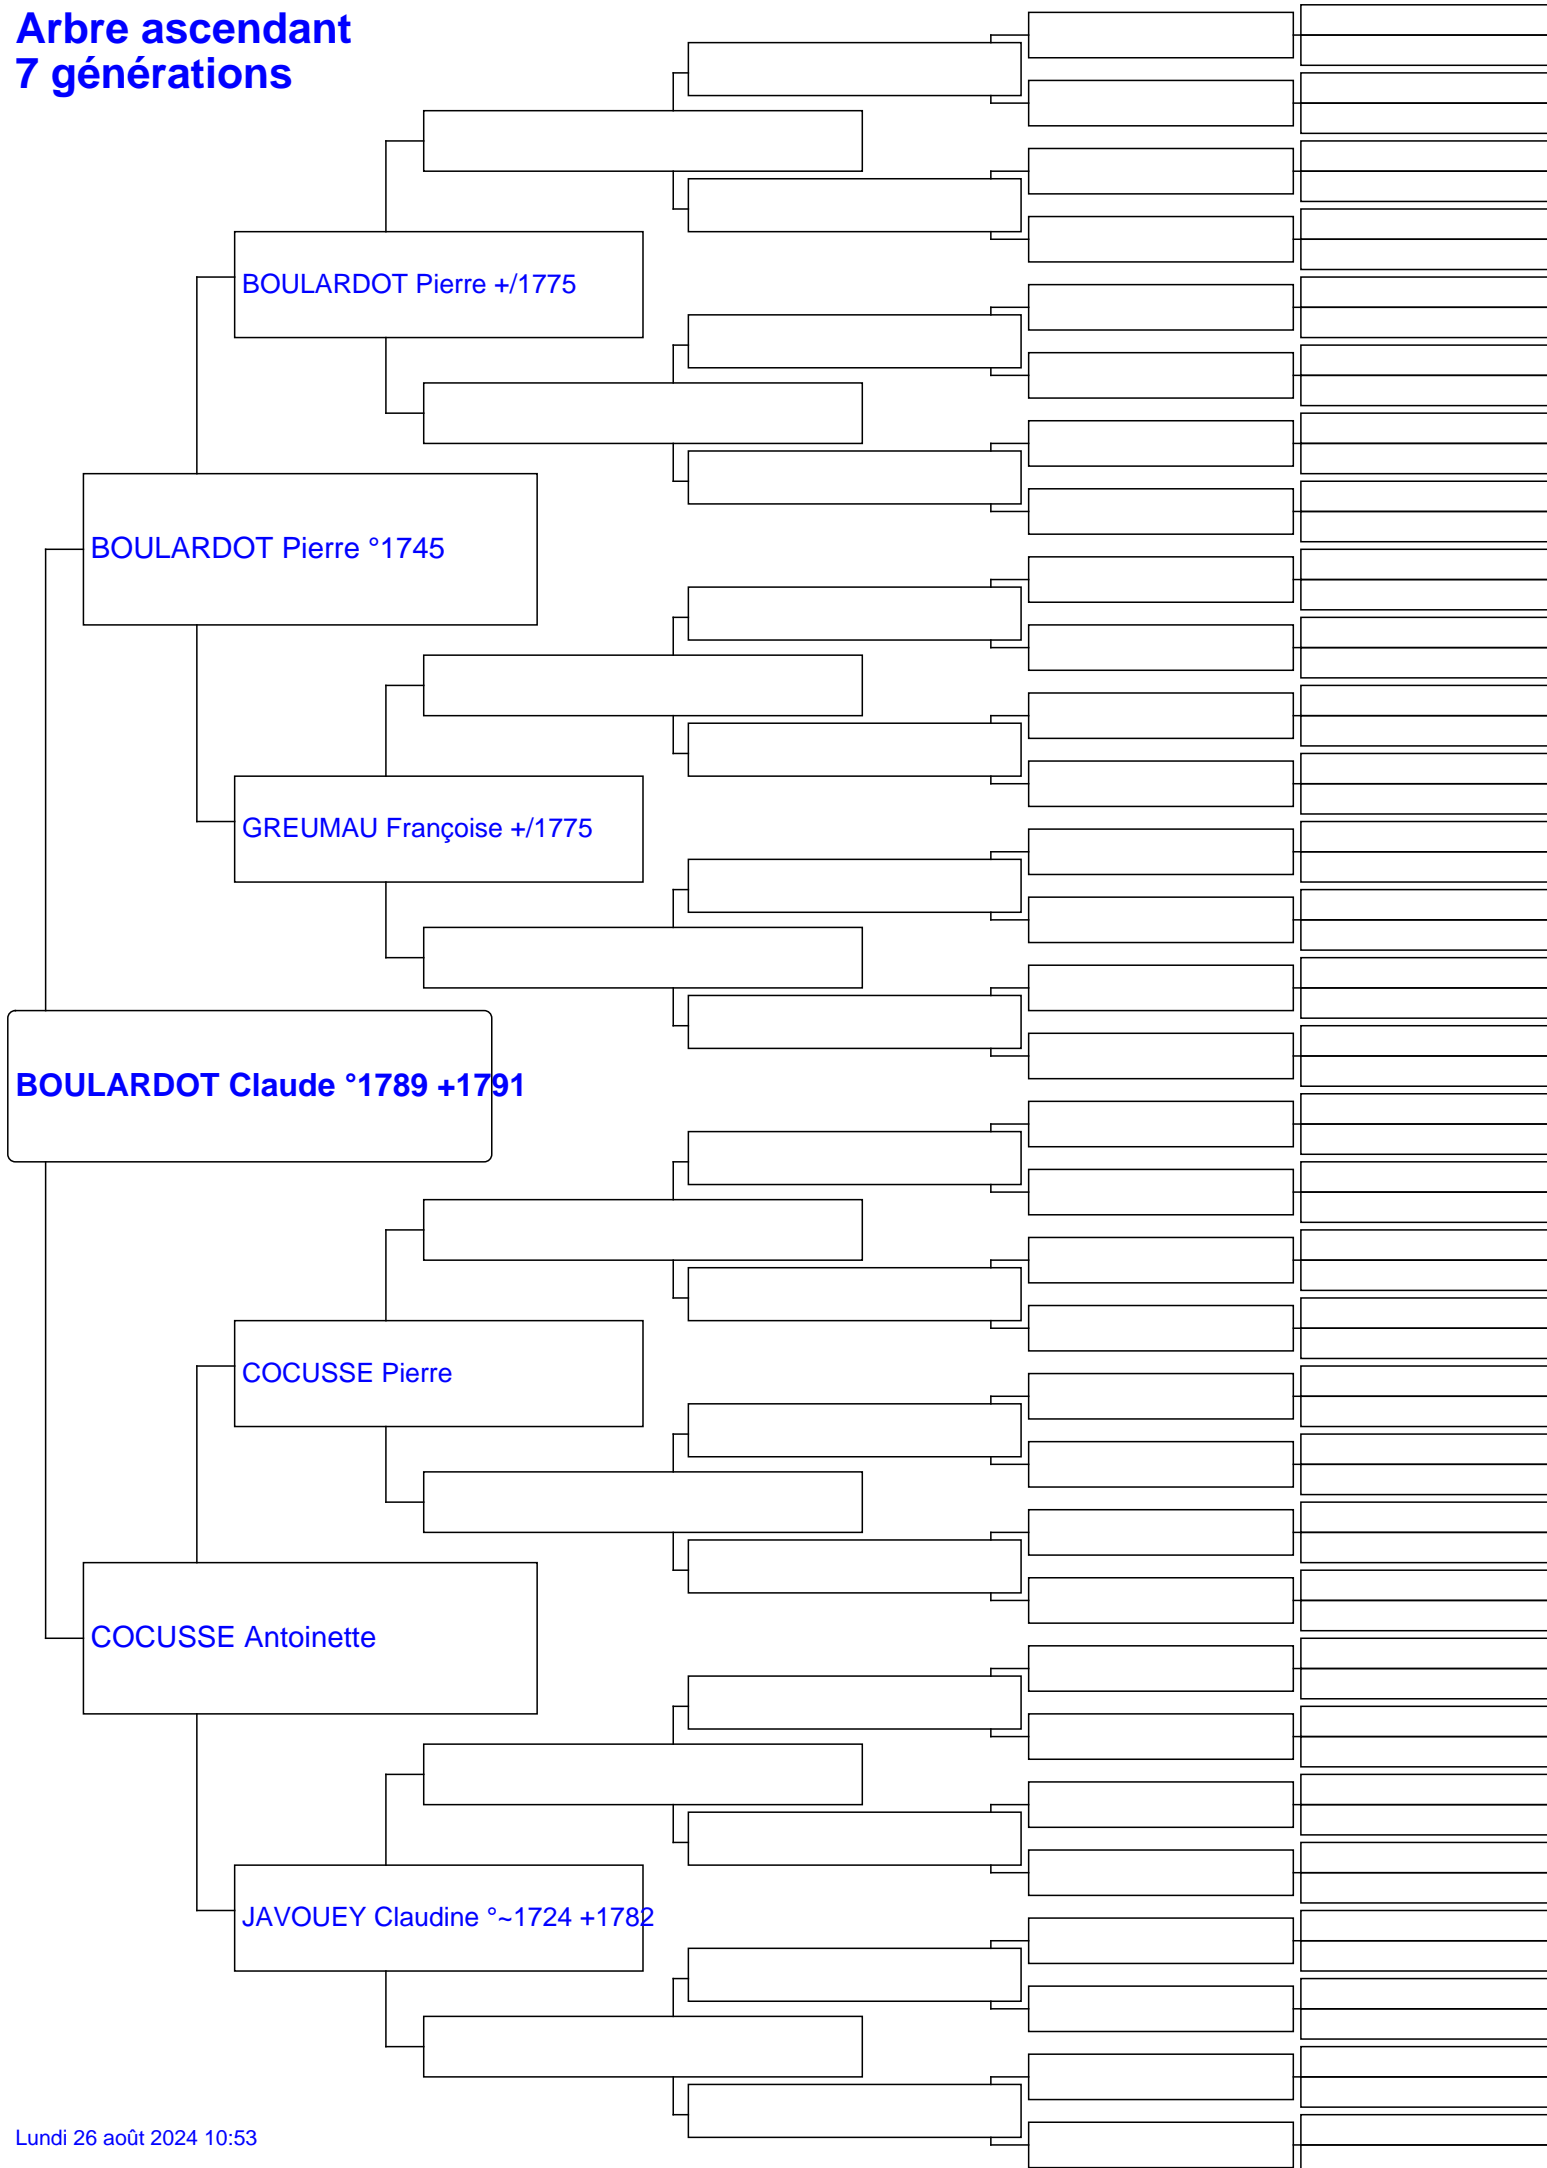 Arbre ascendant
7 générations
BOULARDOT Pierre +/1775
BOULARDOT Pierre °1745
GREUMAU Françoise +/1775
BOULARDOT Claude °1789 +1791
COCUSSE Pierre
COCUSSE Antoinette
JAVOUEY Claudine °~1724 +1782
Lundi 26 août 2024 10:53